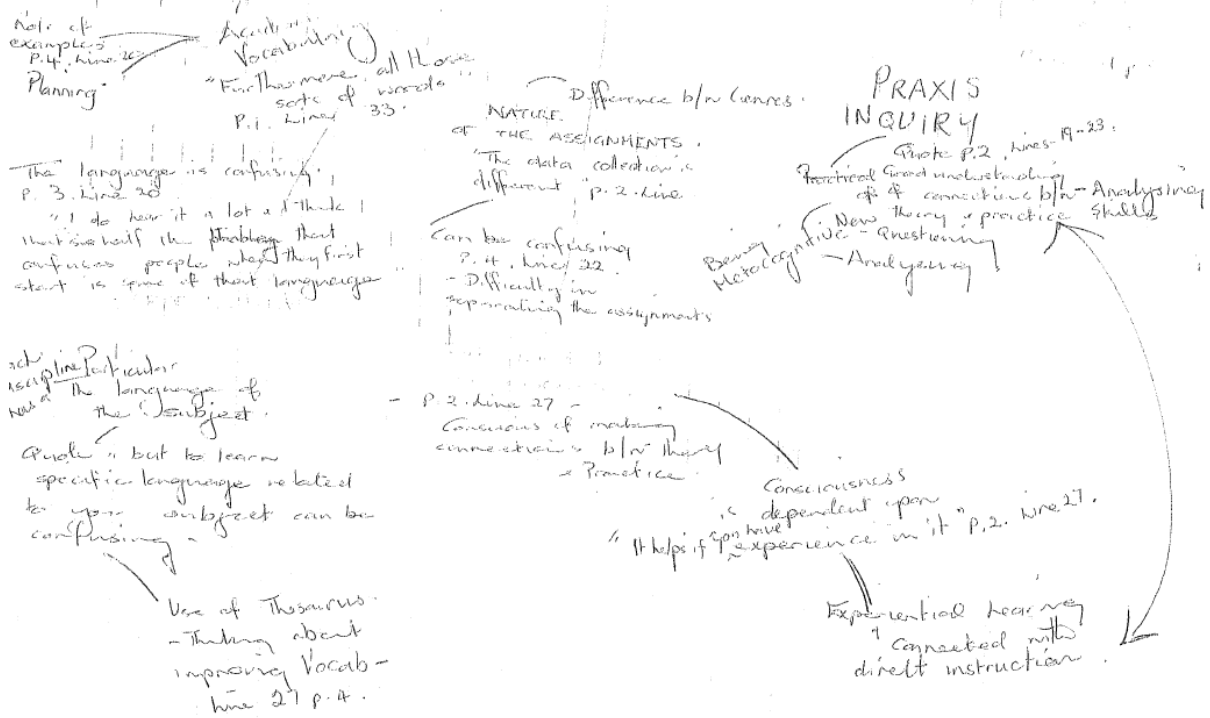 Role of
examples
P.4. Line 26
Planning
Vocabulary
"Furthermore, all those
sorts of words"
P.1. Line 33.
The language is confusing.
P. 3. Line 20
"I do hear it a lot and think
that's half the that
confuses people when they first
start is some of that language
Difference b/n Genres.
NATURE
OF THE ASSIGNMENTS.
"The data collection is
different" p.2. Line
Can be confusing
P.4. Line 22.
- Difficulty in
separating the assignments
PRAXIS
INQUIRY
Quote P.2, Lines 19-23.
Practical Good understanding
of connections b/n - Analysing
New theory & practice skills
Being Metacognitive - Questioning
- Analysing
discipline Particular
has a The language of
the subject.
Quote "but to learn
specific language related
to your subject can be
confusing"
Use of Thesaurus.
- Thinking about
improving Vocab -
Line 27 p.4.
- P.2. Line 27 -
Conscious of making
connections b/n theory
& Practice.
Consciousness
is dependent upon
"It helps if you have experience in it" P.2. Line 27.
Experiential Learning
Connected with
direct instruction.